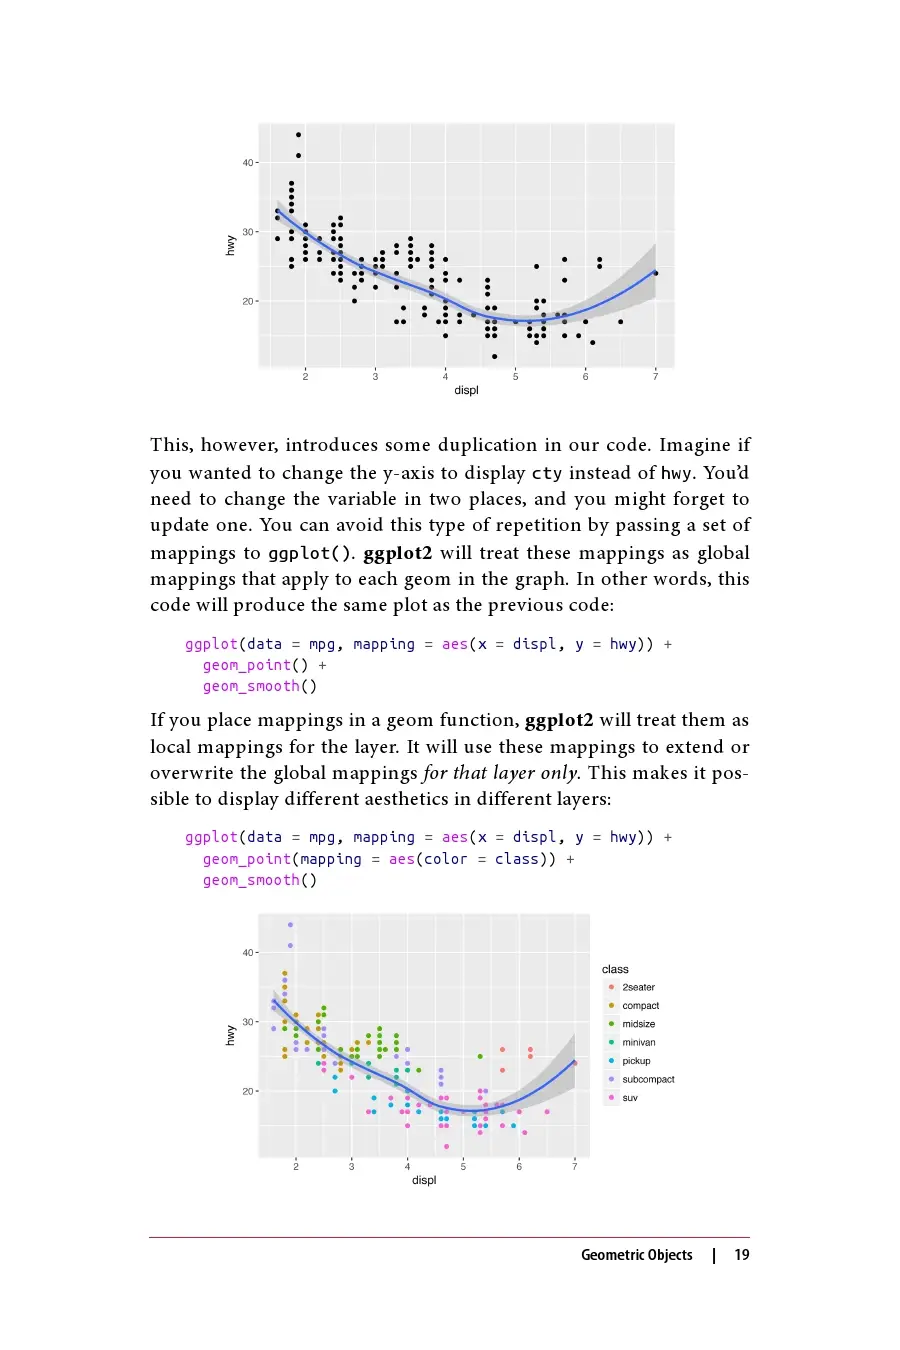 40
30
20
hwy
2 3 4 5 6 7
displ
This, however, introduces some duplication in our code. Imagine if
you wanted to change the y-axis to display cty instead of hwy. You’d
need to change the variable in two places, and you might forget to
update one. You can avoid this type of repetition by passing a set of
mappings to ggplot(). ggplot2 will treat these mappings as global
mappings that apply to each geom in the graph. In other words, this
code will produce the same plot as the previous code:
ggplot(data = mpg, mapping = aes(x = displ, y = hwy)) +
geom_point() +
geom_smooth()
If you place mappings in a geom function, ggplot2 will treat them as
local mappings for the layer. It will use these mappings to extend or
overwrite the global mappings for that layer only. This makes it pos-
sible to display different aesthetics in different layers:
ggplot(data = mpg, mapping = aes(x = displ, y = hwy)) +
geom_point(mapping = aes(color = class)) +
geom_smooth()
40
30
20
hwy
2 3 4 5 6 7
displ
class
2seater
compact
midsize
minivan
pickup
subcompact
suv
Geometric Objects | 19